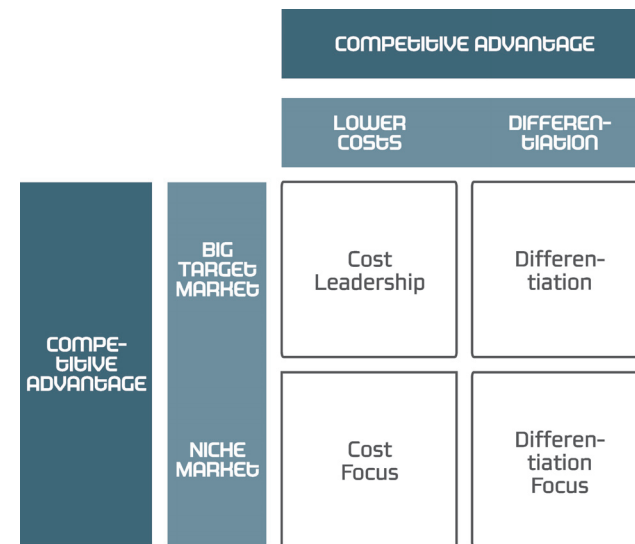 COMPETITIVE ADVANTAGE
LOWER
COSTS
DIFFEREN-
TIATION
COMPE-
TITIVE
ADVANTAGE
BIG
TARGET
MARKET
Cost
Leadership
Differen-
tiation
NICHE
MARKET
Cost
Focus
Differen-
tiation
Focus